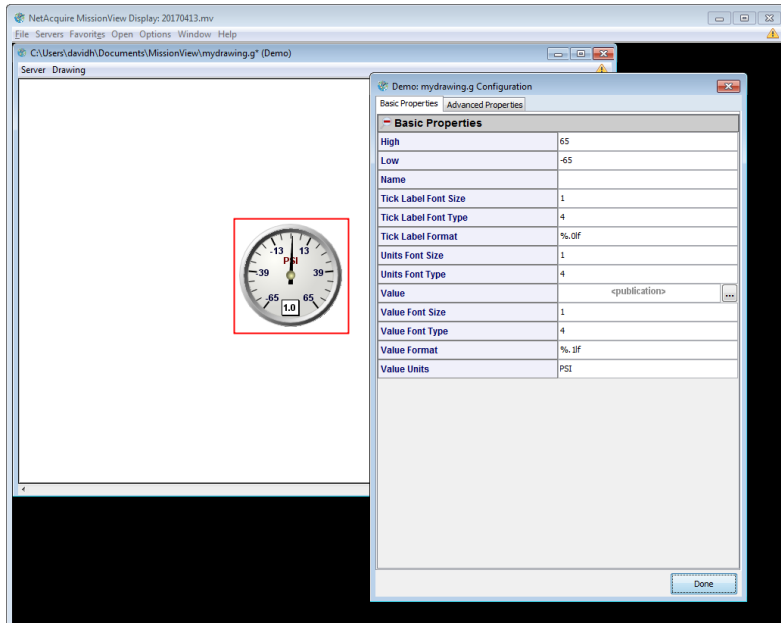 NetAcquire MissionView Display: 20170413.mv
File Servers Favorites Open Options Window Help
C:\Users\davidh\Documents\MissionView\mydrawing.g* (Demo)
Server Drawing
-13 13
PSI
-39 39
-65 65
1.0
Demo: mydrawing.g Configuration
Basic Properties Advanced Properties
Basic Properties
High 65
Low -65
Name
Tick Label Font Size 1
Tick Label Font Type 4
Tick Label Format %.0lf
Units Font Size 1
Units Font Type 4
Value <publication> ...
Value Font Size 1
Value Font Type 4
Value Format %.1lf
Value Units PSI
Done